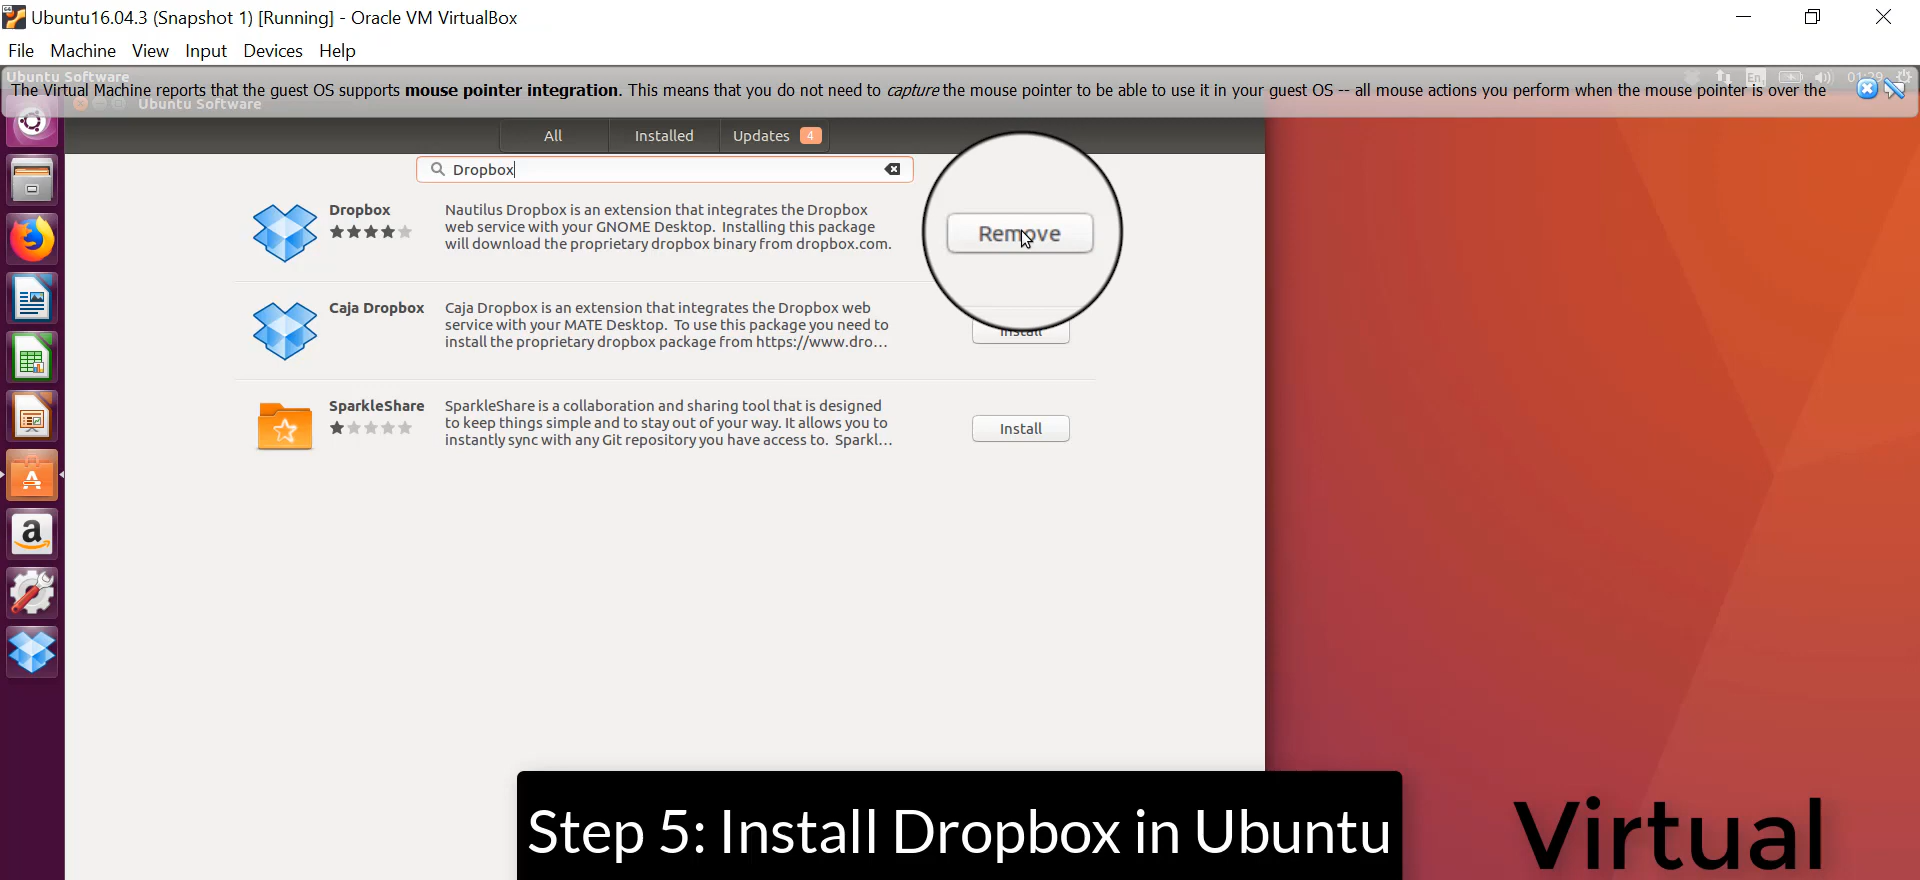 Ubuntu16.04.3 (Snapshot 1) [Running] - Oracle VM VirtualBox
File Machine View Input Devices Help
Ubuntu Software
01:29
The Virtual Machine reports that the guest OS supports mouse pointer integration. This means that you do not need to capture the mouse pointer to be able to use it in your guest OS -- all mouse actions you perform when the mouse pointer is over the
Ubuntu Software
All Installed Updates 4
Dropbox
Dropbox
Nautilus Dropbox is an extension that integrates the Dropbox
web service with your GNOME Desktop. Installing this package
will download the proprietary dropbox binary from dropbox.com.
Remove
Caja Dropbox
Caja Dropbox is an extension that integrates the Dropbox web
service with your MATE Desktop. To use this package you need to
install the proprietary dropbox package from https://www.dro...
Install
SparkleShare
SparkleShare is a collaboration and sharing tool that is designed
to keep things simple and to stay out of your way. It allows you to
instantly sync with any Git repository you have access to. Sparkl...
Install
Step 5: Install Dropbox in Ubuntu
Virtual